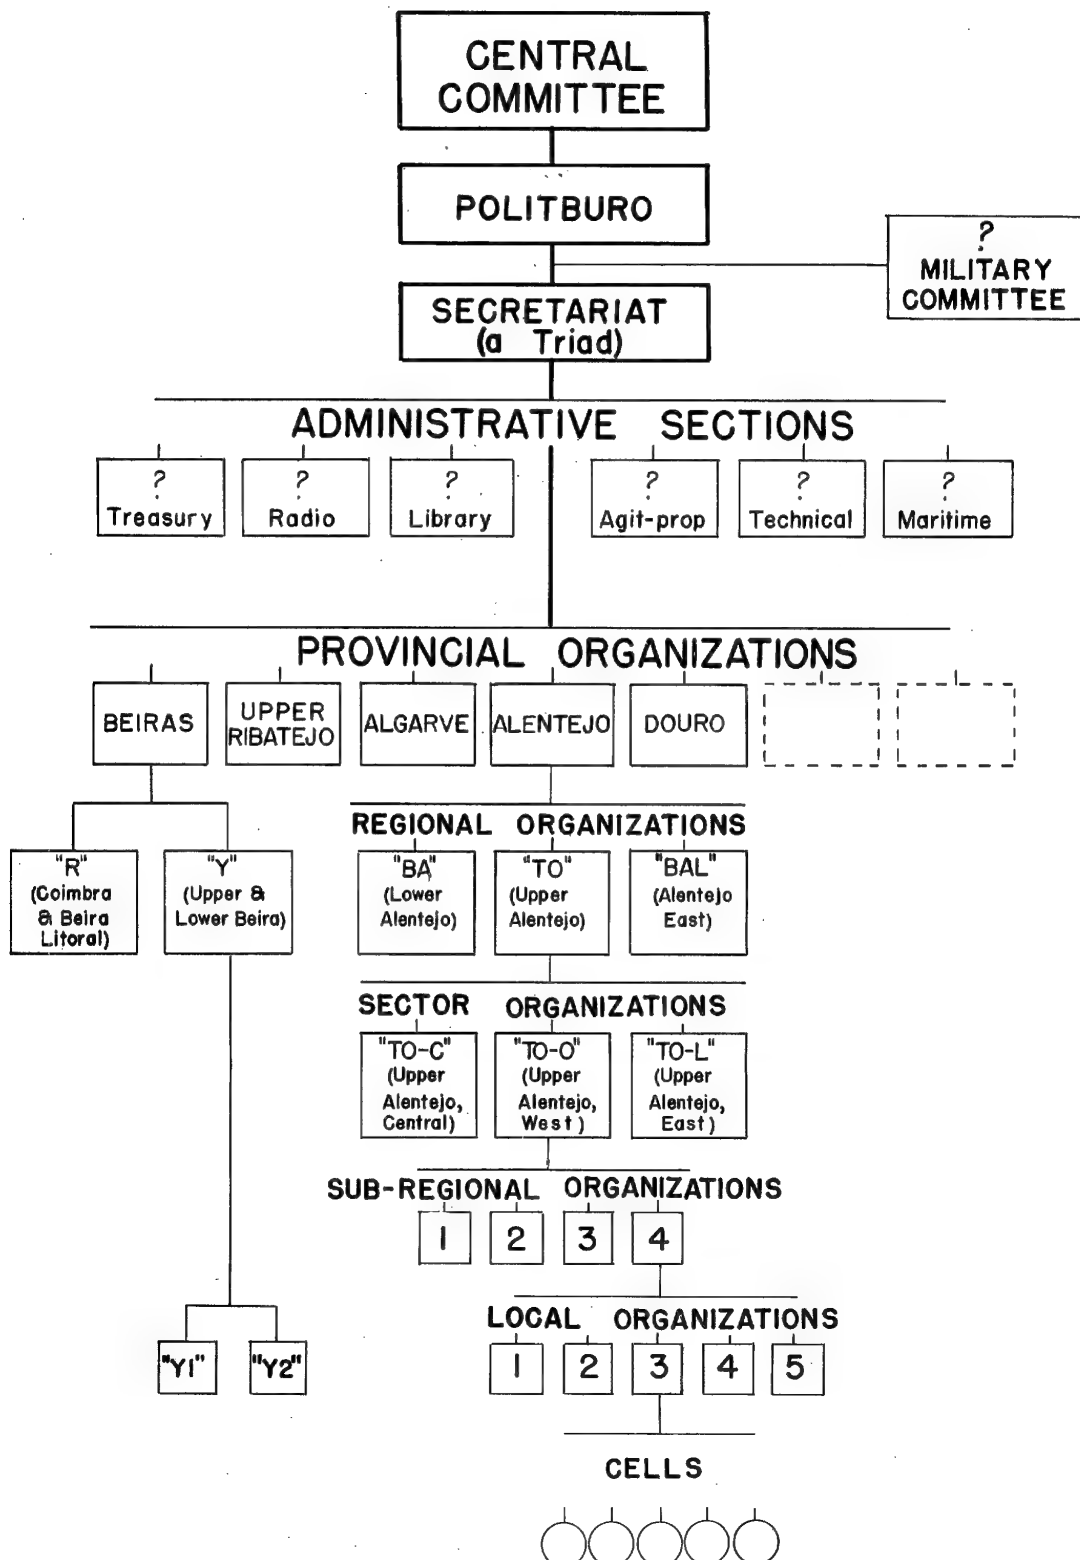 CENTRAL
COMMITTEE
POLITBURO
?
MILITARY
COMMITTEE
SECRETARIAT
(a Triad)
ADMINISTRATIVE SECTIONS
? ? ? ? ? ?
Treasury Radio Library Agit-prop Technical Maritime
PROVINCIAL ORGANIZATIONS
BEIRAS
UPPER
RIBATEJO
ALGARVE
ALENTEJO
DOURO
REGIONAL ORGANIZATIONS
"R"
(Coimbra
& Beira
Litoral)
"Y"
(Upper &
Lower Beira)
"BA"
(Lower
Alentejo)
"TO"
(Upper
Alentejo)
"BAL"
(Alentejo
East)
SECTOR ORGANIZATIONS
"TO-C"
(Upper
Alentejo,
Central)
"TO-O"
(Upper
Alentejo,
West)
"TO-L"
(Upper
Alentejo,
East)
SUB-REGIONAL ORGANIZATIONS
1 2 3 4
LOCAL ORGANIZATIONS
"Y1" "Y2"
1 2 3 4 5
CELLS